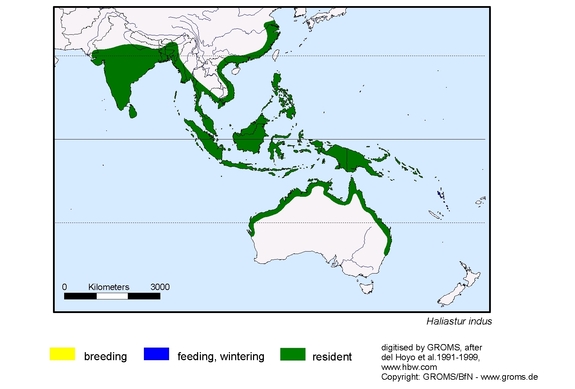 0 Kilometers 3000
Haliastur indus
breeding feeding, wintering resident
digitised by GROMS, after
del Hoyo et al.1991-1999,
www.hbw.com
Copyright: GROMS/BfN - www.groms.de